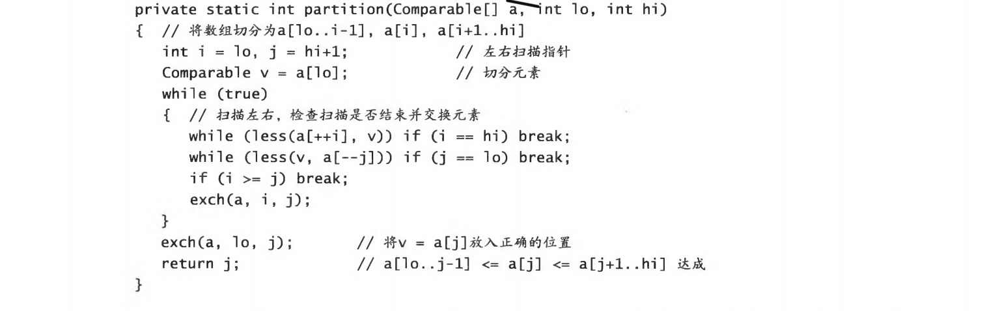 private static int partition(Comparable[] a, int lo, int hi)
{ // 将数组切分为a[lo..i-1], a[i], a[i+1..hi]
int i = lo, j = hi+1; // 左右扫描指针
Comparable v = a[lo]; // 切分元素
while (true)
{ // 扫描左右，检查扫描是否结束并交换元素
while (less(a[++i], v)) if (i == hi) break;
while (less(v, a[--j])) if (j == lo) break;
if (i >= j) break;
exch(a, i, j);
}
exch(a, lo, j); // 将v = a[j]放入正确的位置
return j; // a[lo..j-1] <= a[j] <= a[j+1..hi] 达成
}